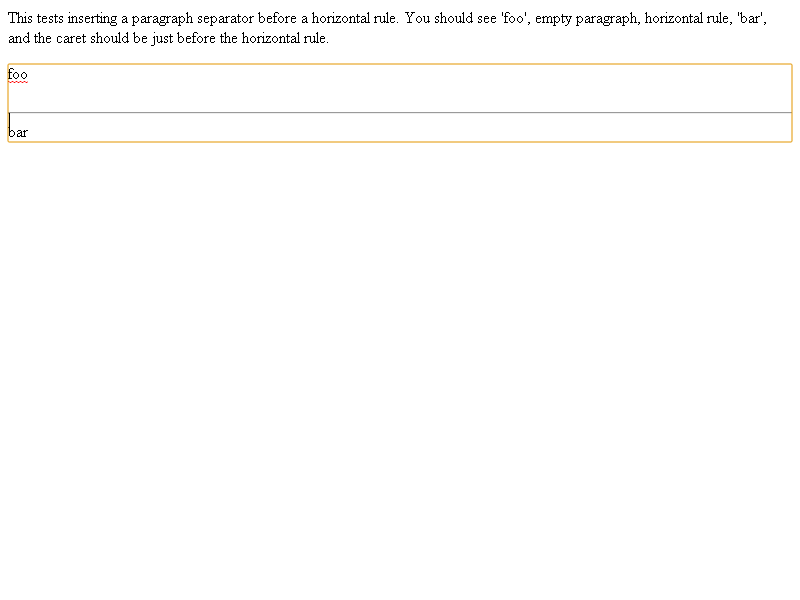 This tests inserting a paragraph separator before a horizontal rule. You should see 'foo', empty paragraph, horizontal rule, 'bar',
and the caret should be just before the horizontal rule.
foo
bar